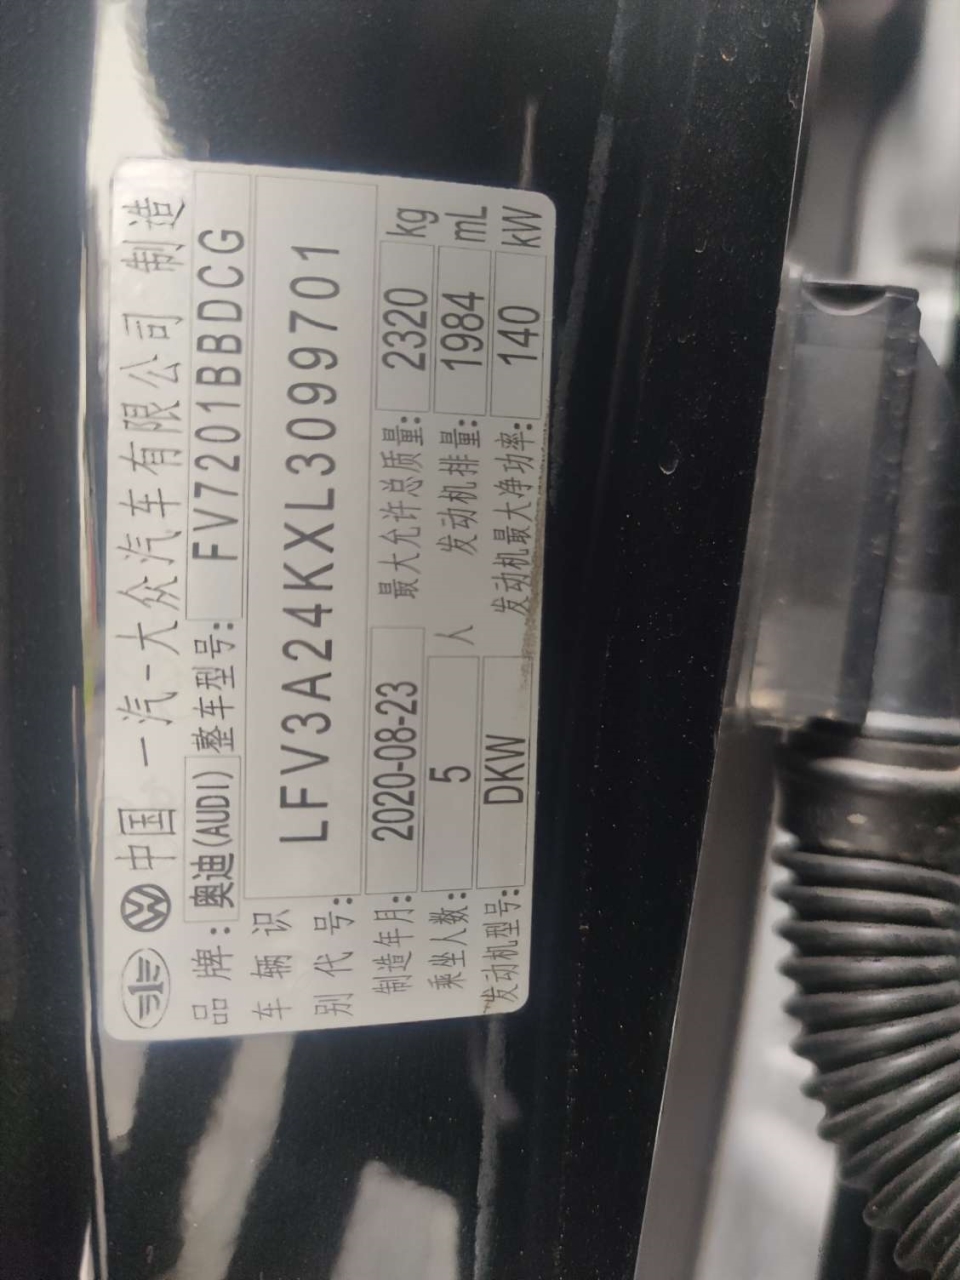 中国 一汽-大众汽车有限公司 制造
品牌:奥迪(AUDI) 整车型号: FV7201BBDCG
车辆识别代号: LFV3A24KXL3099701
制造年月: 2020-08-23 最大允许总质量: 2320 kg
乘坐人数: 5 人 发动机排量: 1984 mL
发动机型号: DKW 发动机最大净功率: 140 kW